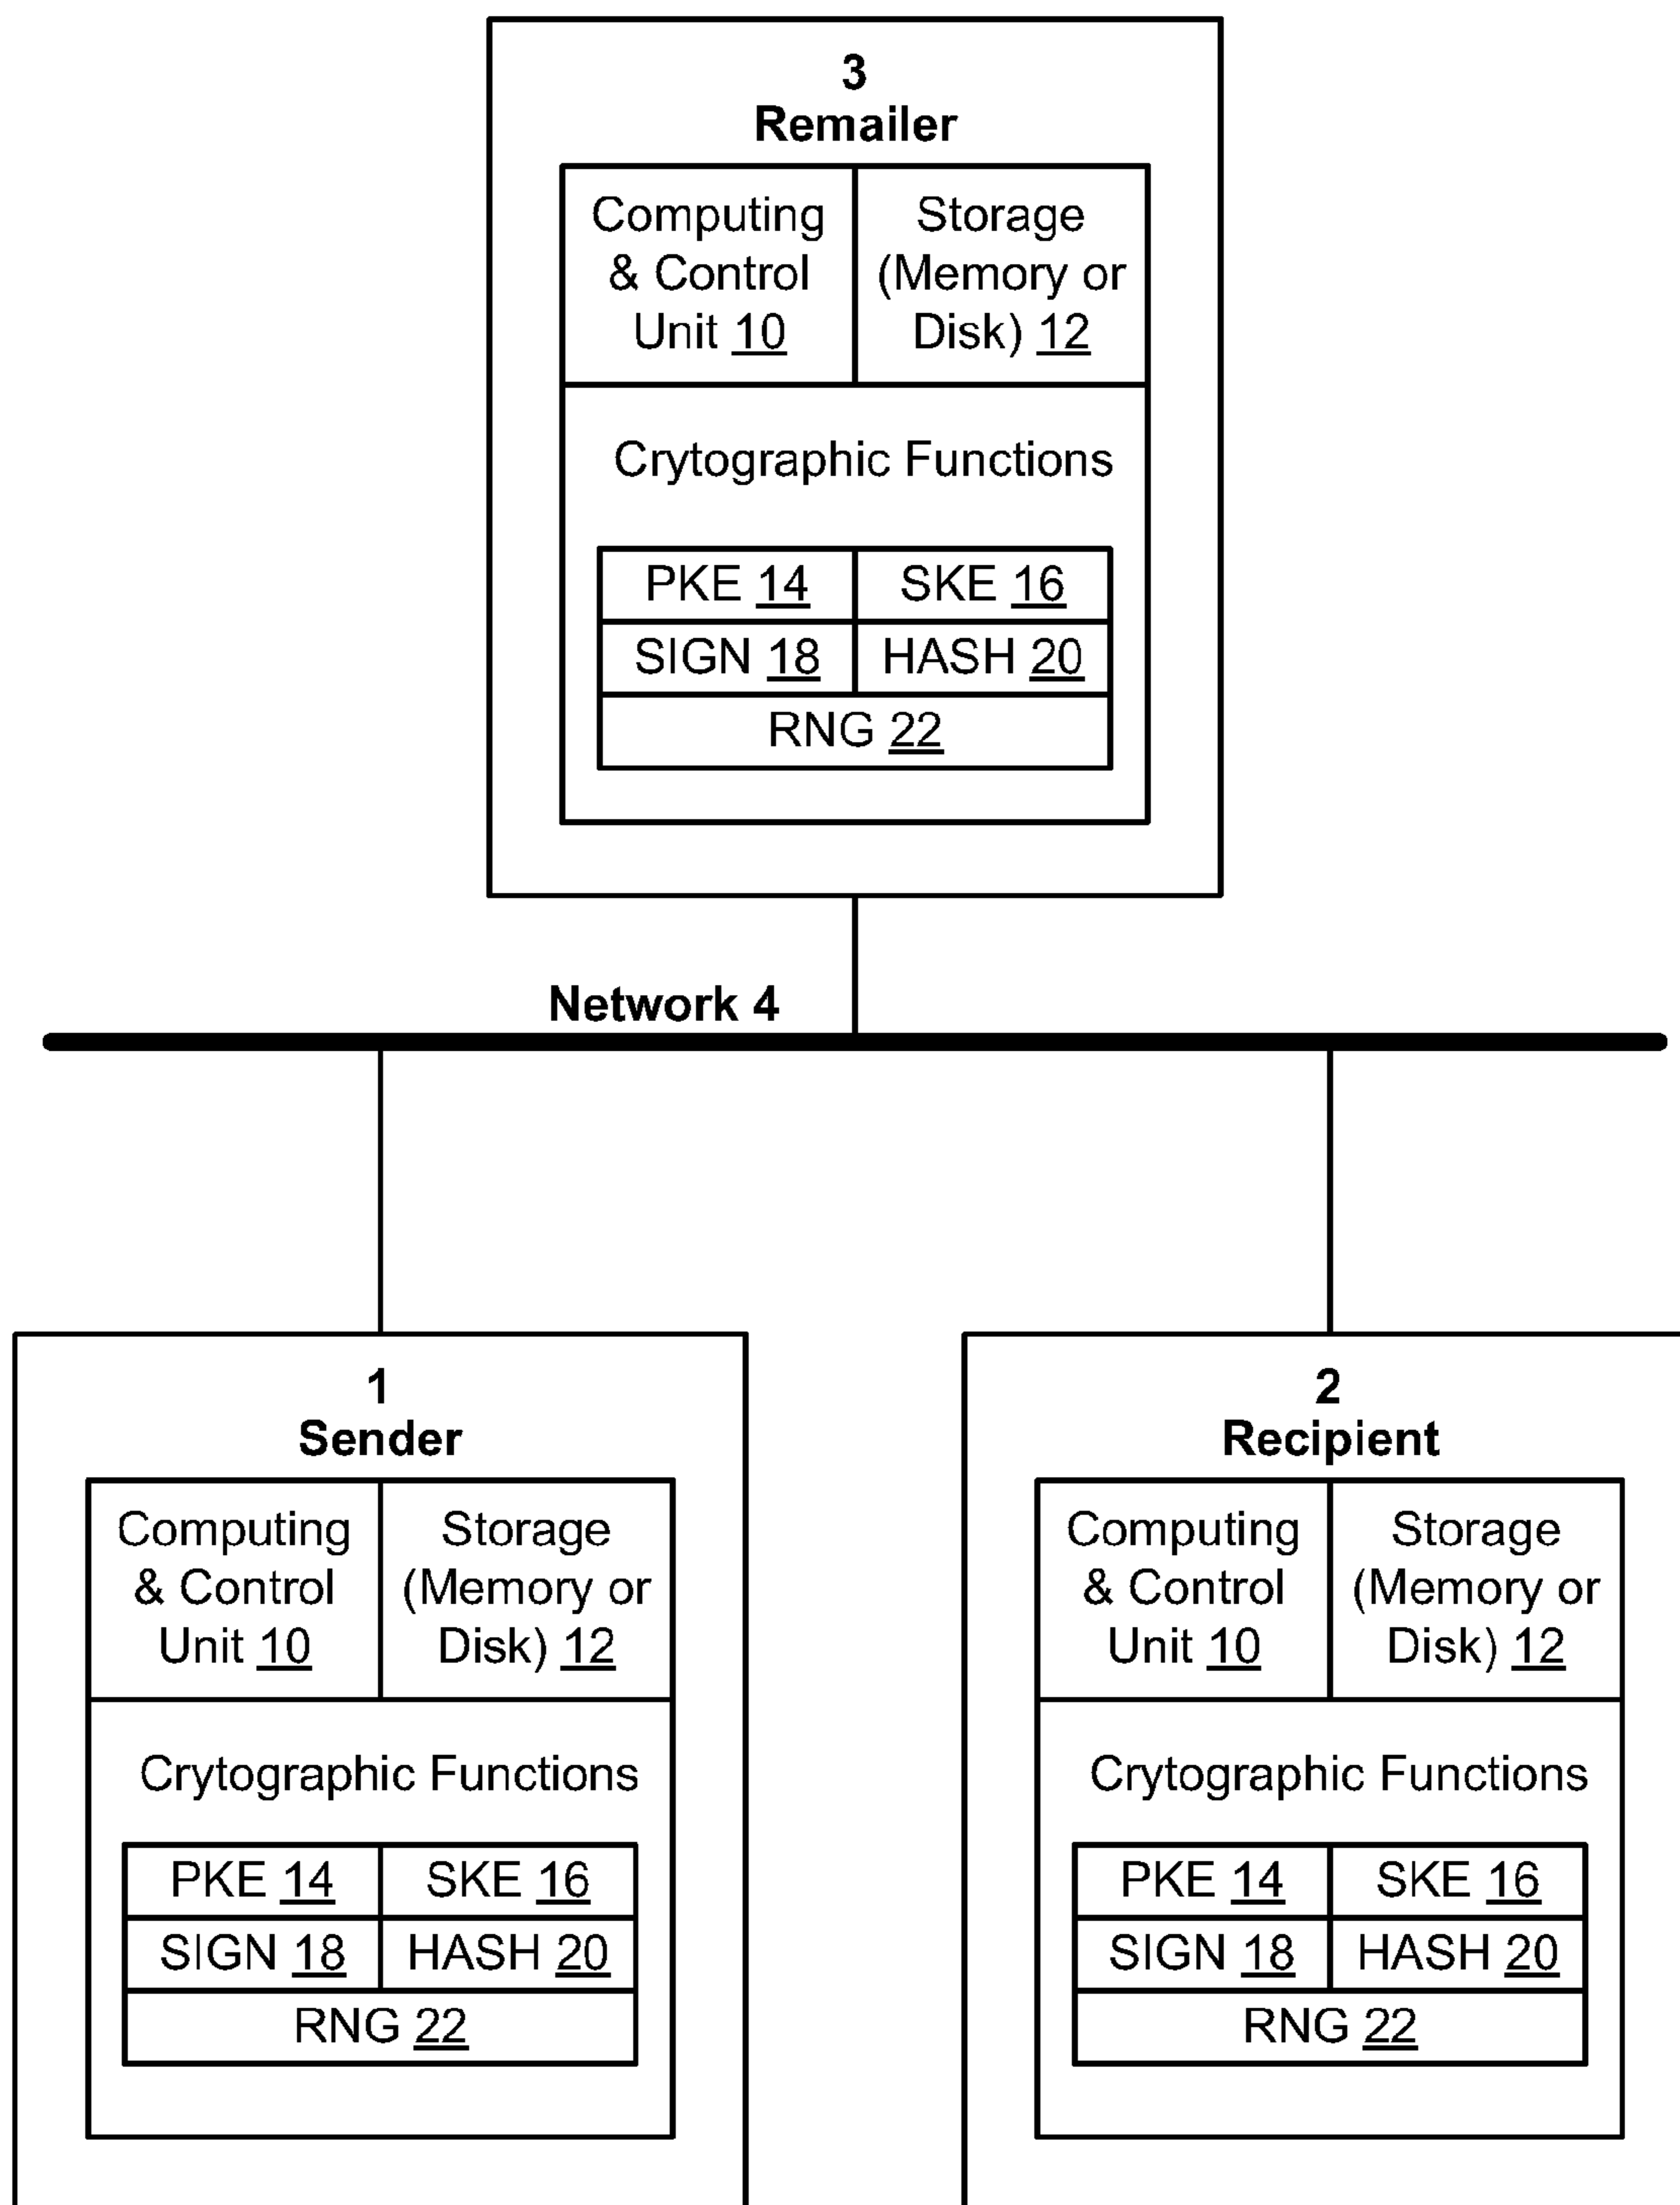 3
Remailer
Computing
& Control
Unit 10
Storage
(Memory or
Disk) 12
Crytographic Functions
PKE 14
SKE 16
SIGN 18
HASH 20
RNG 22
Network 4
1
Sender
Computing
& Control
Unit 10
Storage
(Memory or
Disk) 12
Crytographic Functions
PKE 14
SKE 16
SIGN 18
HASH 20
RNG 22
2
Recipient
Computing
& Control
Unit 10
Storage
(Memory or
Disk) 12
Crytographic Functions
PKE 14
SKE 16
SIGN 18
HASH 20
RNG 22